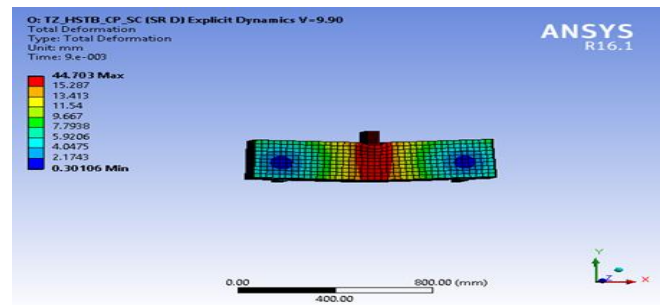 O: TZ_HSTB_CP_SC (SR D) Explicit Dynamics V=9.90
Total Deformation
Type: Total Deformation
Unit: mm
Time: 9.e-003
ANSYS
R16.1
44.703 Max
15.287
13.413
11.54
9.667
7.7938
5.9206
4.0475
2.1743
0.30106 Min
0.00
800.00 (mm)
400.00
Y
Z
X